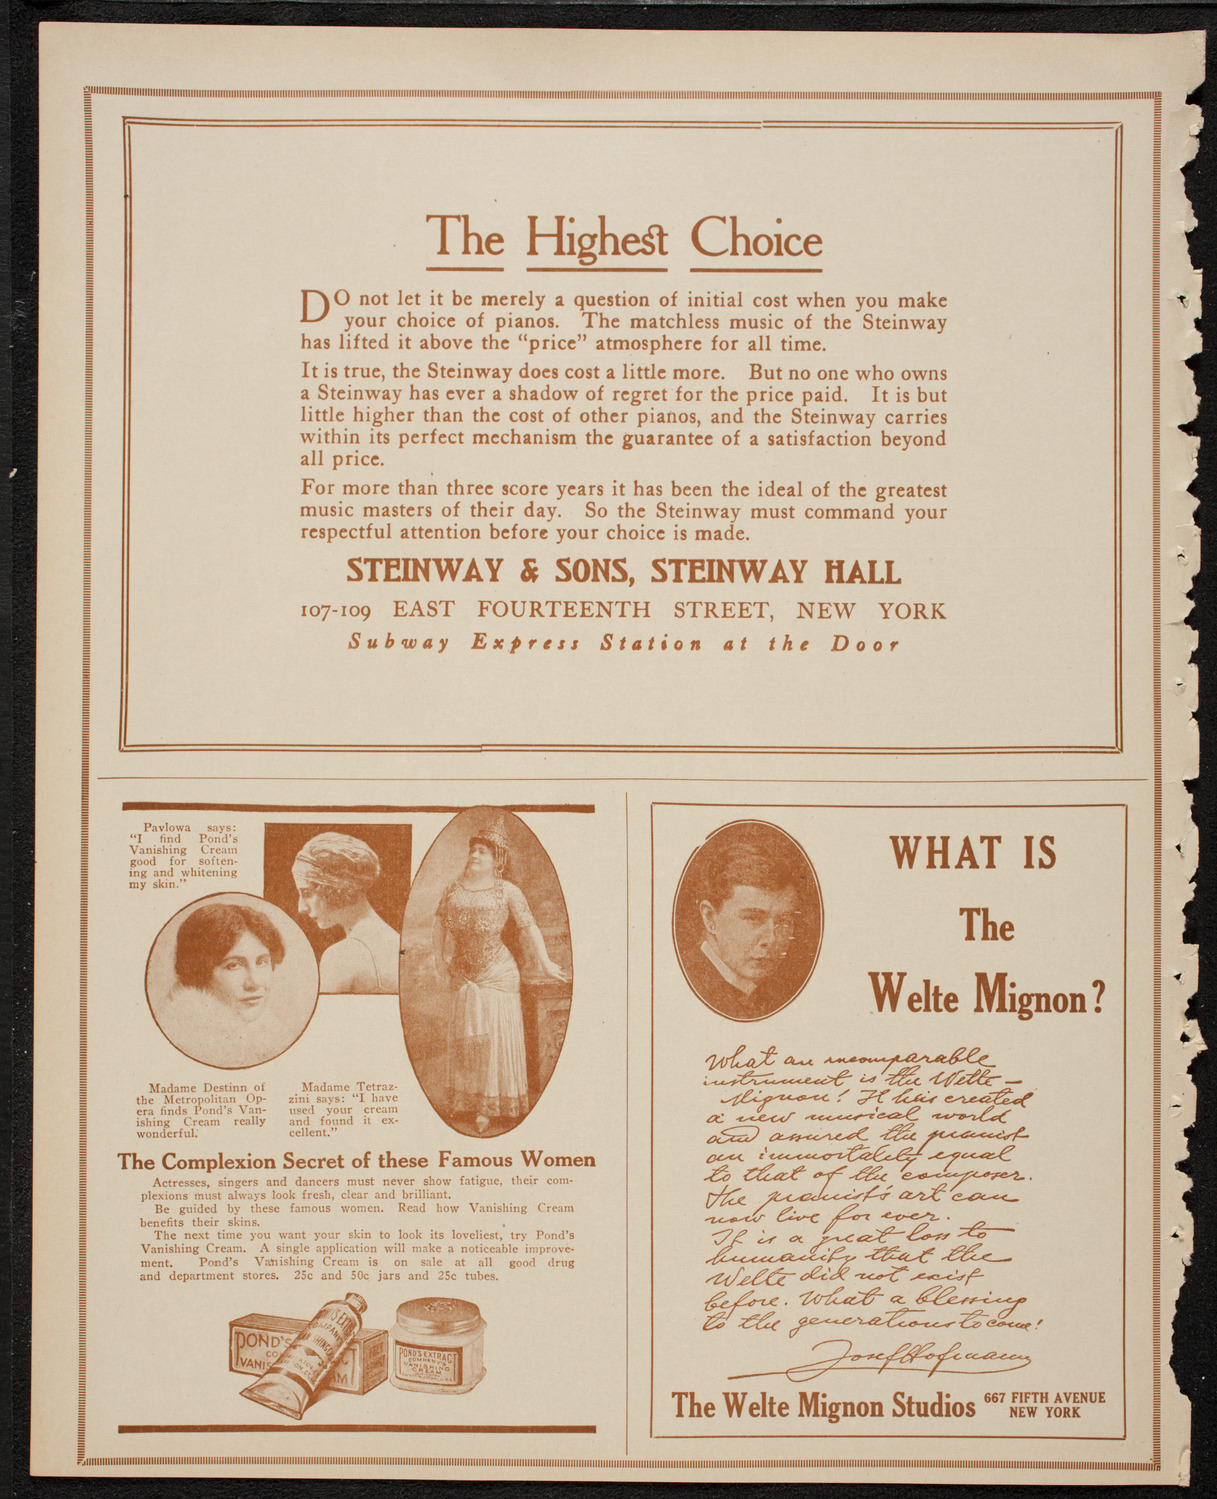 The Highest Choice
DO not let it be merely a question of initial cost when you make
your choice of pianos. The matchless music of the Steinway
has lifted it above the “price” atmosphere for all time.
It is true, the Steinway does cost a little more. But no one who owns
a Steinway has ever a shadow of regret for the price paid. It is but
little higher than the cost of other pianos, and the Steinway carries
within its perfect mechanism the guarantee of a satisfaction beyond
all price.
For more than three score years it has been the ideal of the greatest
music masters of their day. So the Steinway must command your
respectful attention before your choice is made.
STEINWAY & SONS, STEINWAY HALL
107-109 EAST FOURTEENTH STREET, NEW YORK
Subway Express Station at the Door
Pavlowa says:
“I find Pond's
Vanishing Cream
good for soften-
ing and whitening
my skin.”
Madame Destinn of
the Metropolitan Op-
era finds Pond's Van-
ishing Cream really
wonderful.
Madame Tetraz-
zini says: “I have
used your cream
and found it ex-
cellent.”
The Complexion Secret of these Famous Women
Actresses, singers and dancers must never show fatigue, their com-
plexions must always look fresh, clear and brilliant.
Be guided by these famous women. Read how Vanishing Cream
benefits their skins.
The next time you want your skin to look its loveliest, try Pond's
Vanishing Cream. A single application will make a noticeable improve-
ment. Pond's Vanishing Cream is on sale at all good drug
and department stores. 25c and 50c jars and 25c tubes.
POND'S
CO
VANIS
AM
POND'S EXTRACT
COMPANY'S
VANISHING
CREAM
WHAT IS
The
Welte Mignon?
What an incomparable
instrument is the Welte-
Mignon! It has created
a new musical world
and assured the pianist
an immortality equal
to that of the composer.
The pianist's art can
now live for ever.
It is a great loss to
humanity that the
Welte did not exist
before. What a blessing
to the generations to come!
Josef Hofmann
The Welte Mignon Studios 667 FIFTH AVENUE
NEW YORK